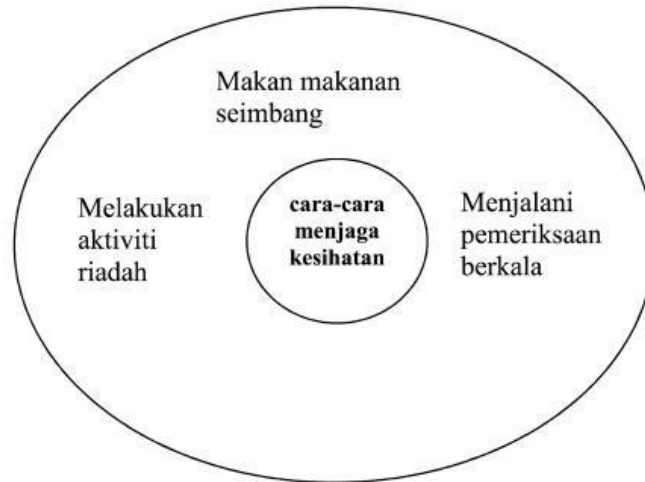 Makan makanan
seimbang
Melakukan
aktiviti
riadah
cara-cara
menjaga
kesihatan
Menjalani
pemeriksaan
berkala